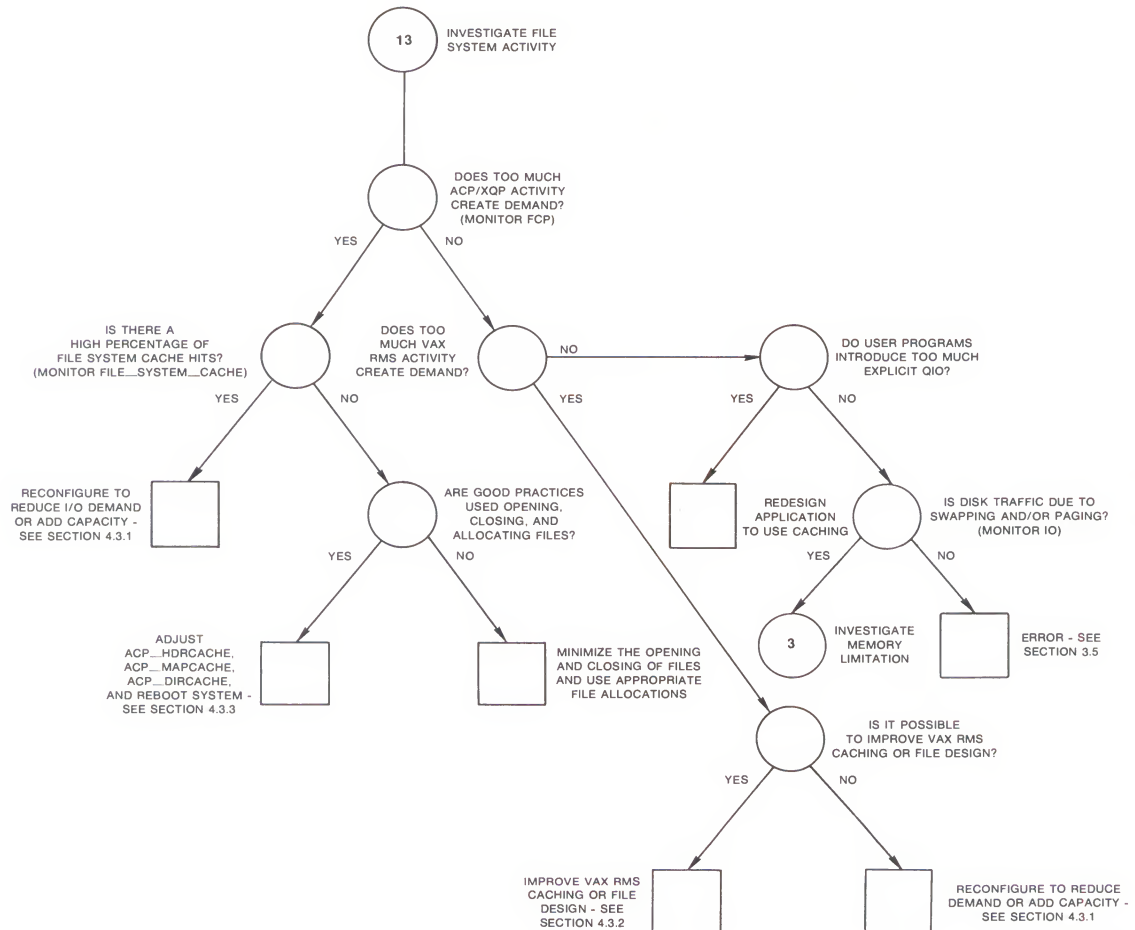 13
INVESTIGATE FILE
SYSTEM ACTIVITY
DOES TOO MUCH
ACP/XQP ACTIVITY
CREATE DEMAND?
(MONITOR FCP)
YES
NO
IS THERE A
HIGH PERCENTAGE OF
FILE SYSTEM CACHE HITS?
(MONITOR FILE__SYSTEM__CACHE)
DOES TOO
MUCH VAX
RMS ACTIVITY
CREATE DEMAND?
NO
DO USER PROGRAMS
INTRODUCE TOO MUCH
EXPLICIT QIO?
YES
NO
YES
YES
NO
RECONFIGURE TO
REDUCE I/O DEMAND
OR ADD CAPACITY -
SEE SECTION 4.3.1
ARE GOOD PRACTICES
USED OPENING,
CLOSING, AND
ALLOCATING FILES?
REDESIGN
APPLICATION
TO USE CACHING
IS DISK TRAFFIC DUE TO
SWAPPING AND/OR PAGING?
(MONITOR IO)
YES
NO
YES
NO
ADJUST
ACP__HDRCACHE,
ACP__MAPCACHE,
ACP__DIRCACHE,
AND REBOOT SYSTEM -
SEE SECTION 4.3.3
MINIMIZE THE OPENING
AND CLOSING OF FILES
AND USE APPROPRIATE
FILE ALLOCATIONS
3
INVESTIGATE
MEMORY
LIMITATION
ERROR - SEE
SECTION 3.5
IS IT POSSIBLE
TO IMPROVE VAX RMS
CACHING OR FILE DESIGN?
YES
NO
IMPROVE VAX RMS
CACHING OR FILE
DESIGN - SEE
SECTION 4.3.2
RECONFIGURE TO REDUCE
DEMAND OR ADD CAPACITY -
SEE SECTION 4.3.1